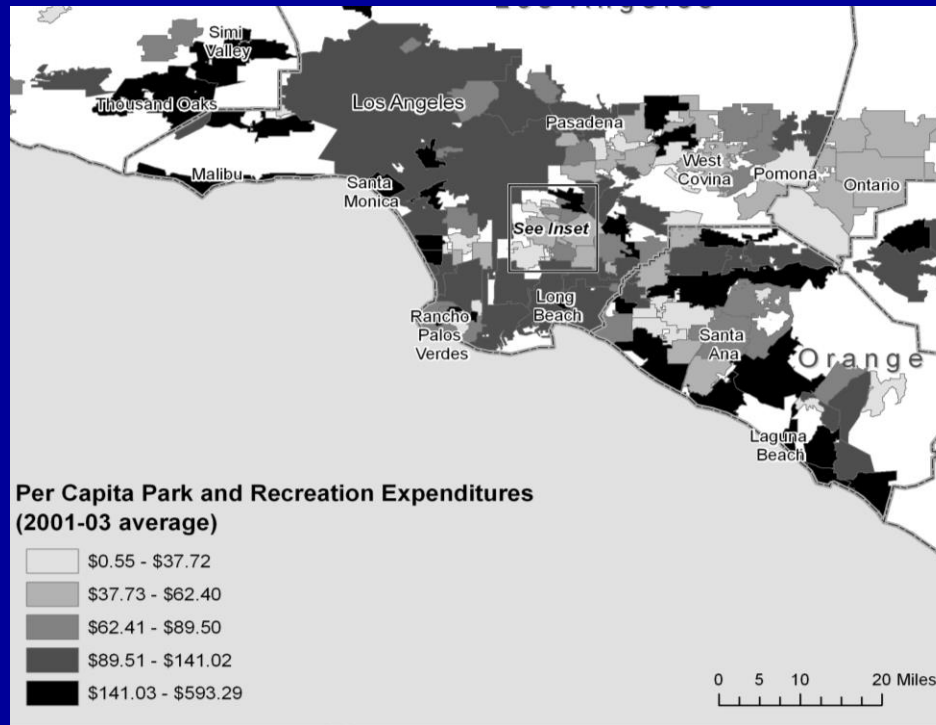 Los Angeles
Simi
Valley
Thousand Oaks
Los Angeles
Pasadena
West
Covina
Pomona
Ontario
Malibu
Santa
Monica
See Inset
Rancho
Palos
Verdes
Long
Beach
Santa
Ana
Orange
Laguna
Beach
Per Capita Park and Recreation Expenditures
(2001-03 average)
$0.55 - $37.72
$37.73 - $62.40
$62.41 - $89.50
$89.51 - $141.02
$141.03 - $593.29
0 5 10 20 Miles